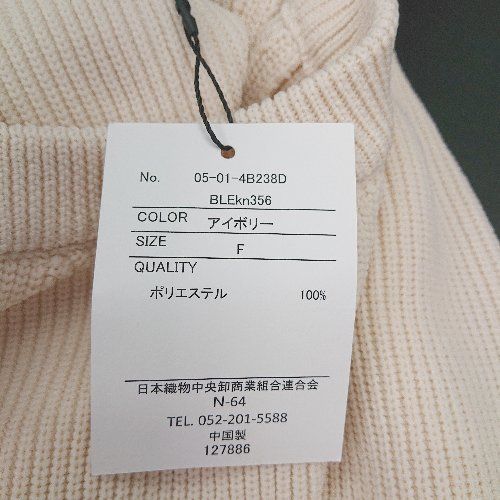 No. 05-01-4B238D
BLEkn356
COLOR アイボリー
SIZE F
QUALITY
ポリエステル 100%
日本織物中央卸商業組合連合会
N-64
TEL. 052-201-5588
中国製
127886